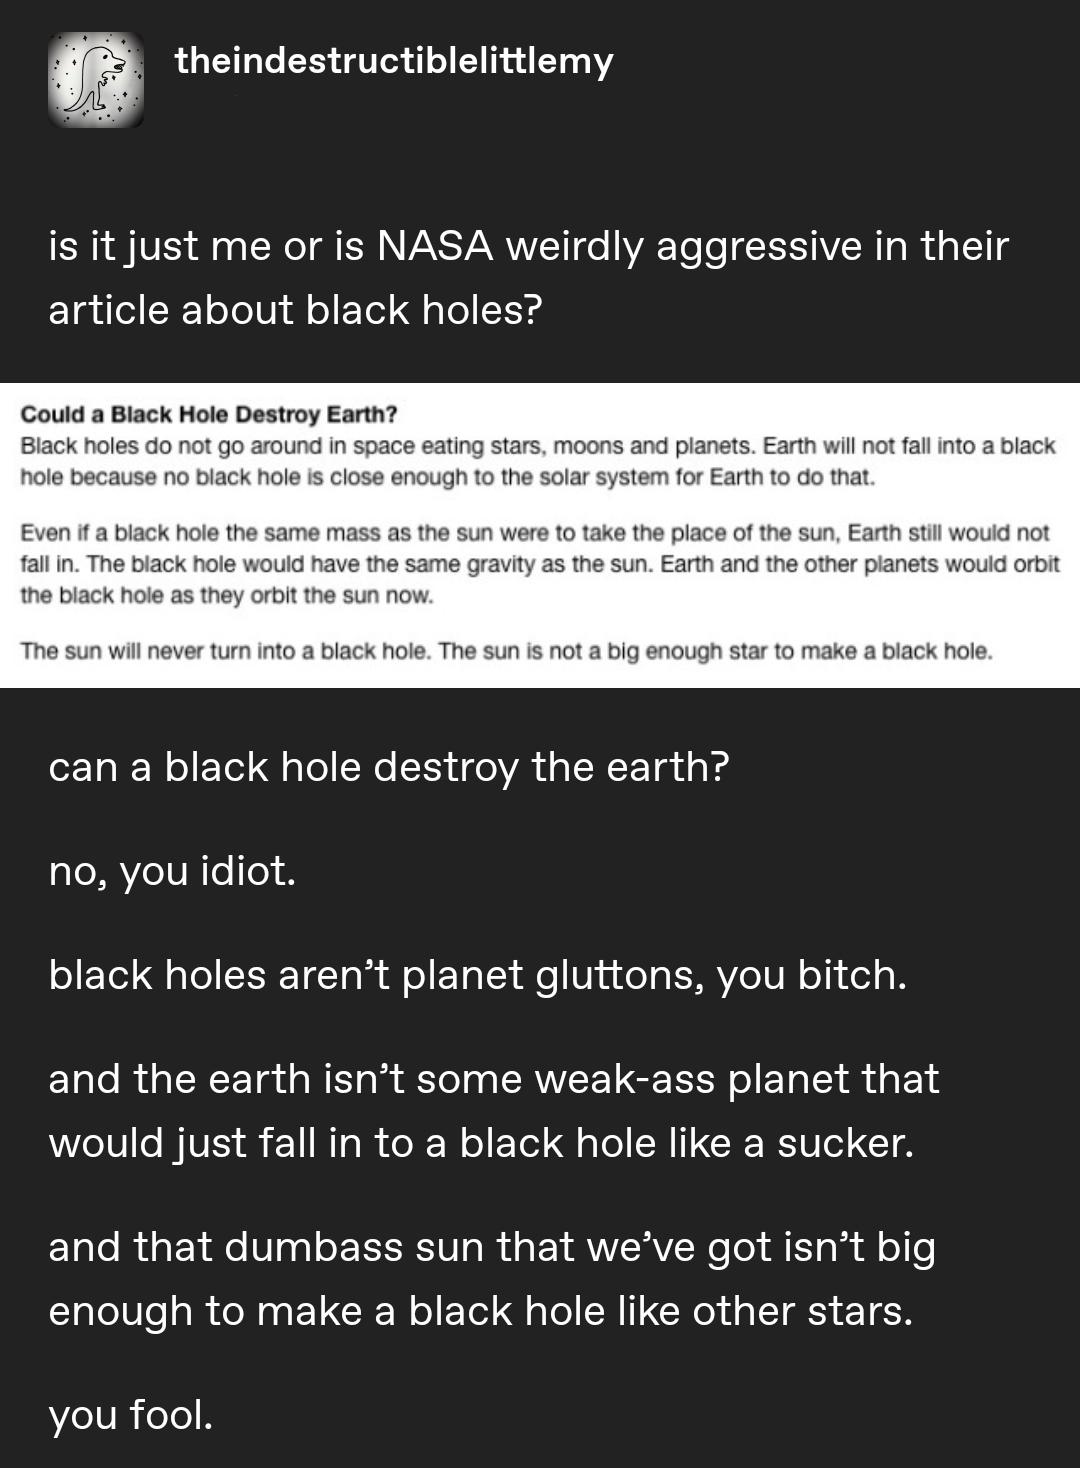 theindestructiblelittlemy
is it just me or is NASA weirdly aggressive in their
article about black holes?
Could a Black Hole Destroy Earth?
Black holes do not go around in space eating stars, moons and planets. Earth will not fall into a black
hole because no black hole is close enough to the solar system for Earth to do that.
Even if a black hole the same mass as the sun were to take the place of the sun, Earth still would not
fall in. The black hole would have the same gravity as the sun. Earth and the other planets would orbit
the black hole as they orbit the sun now.
The sun will never turn into a black hole. The sun is not a big enough star to make a black hole.
can a black hole destroy the earth?
no, you idiot.
black holes aren’t planet gluttons, you bitch.
and the earth isn’t some weak-ass planet that
would just fall in to a black hole like a sucker.
and that dumbass sun that we’ve got isn’t big
enough to make a black hole like other stars.
you fool.